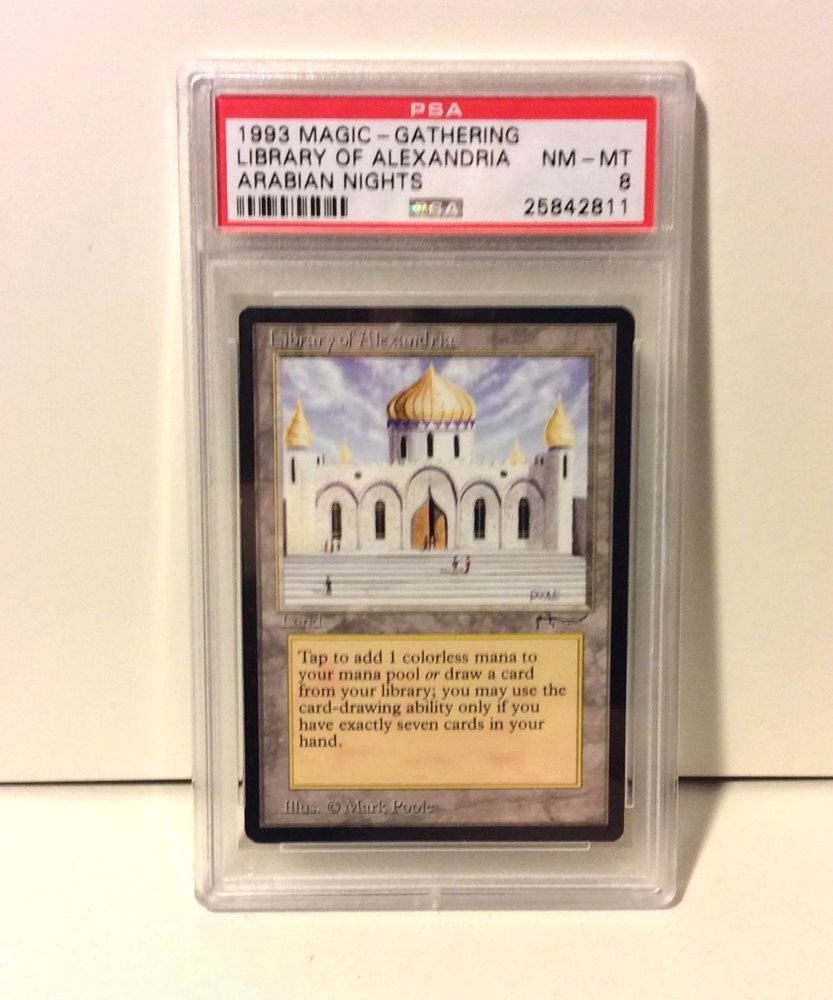 PSA
1993 MAGIC - GATHERING
LIBRARY OF ALEXANDRIA NM - MT
ARABIAN NIGHTS 8
PSA 25842811
Library of Alexandria
POOLE
Land
Tap to add 1 colorless mana to
your mana pool or draw a card
from your library; you may use the
card-drawing ability only if you
have exactly seven cards in your
hand.
Illus. © Mark Poole